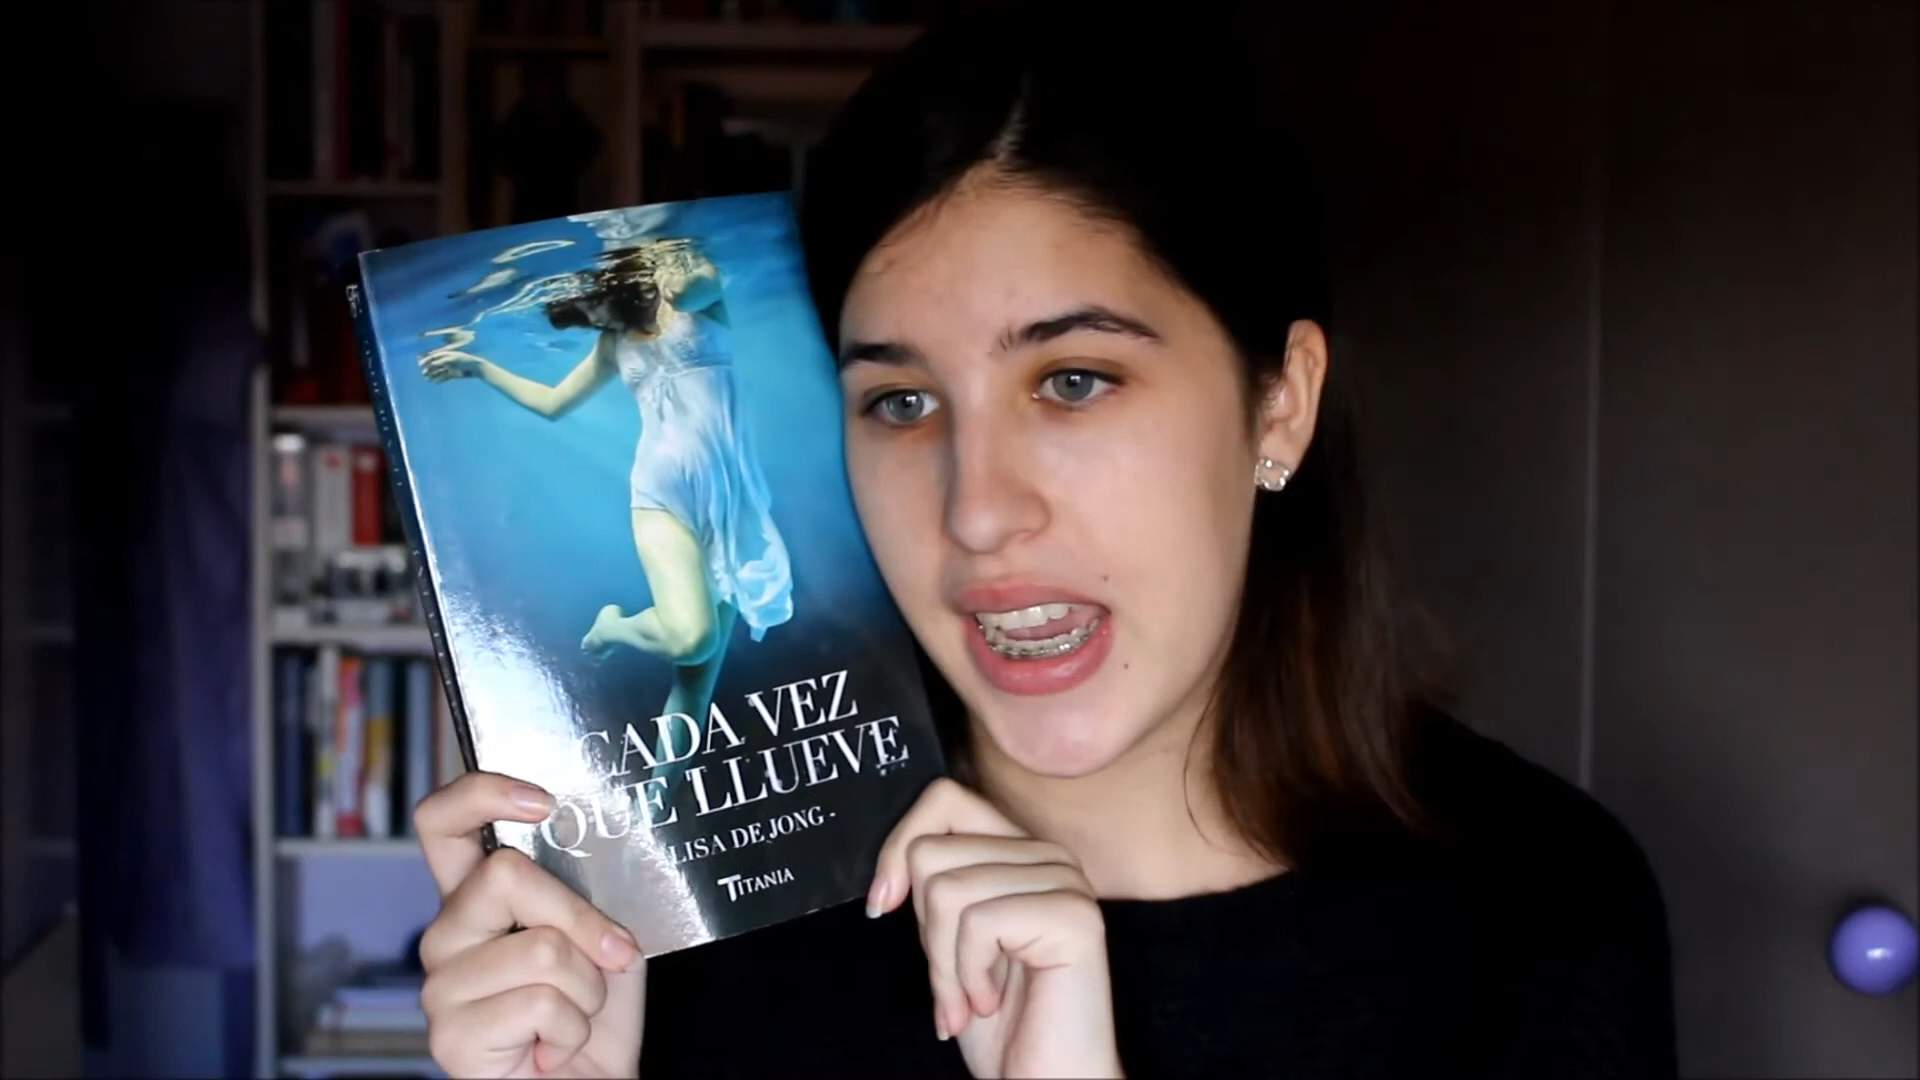 CADA VEZ
QUE LLUEVE
LISA DE JONG -
TITANIA